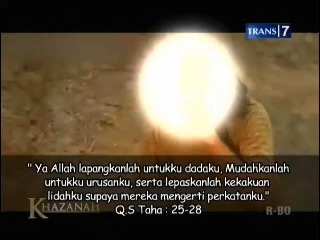 TRANS 7
" Ya Allah lapangkanlah untukku dadaku, Mudahkanlah
untukku urusanku, serta lepaskanlah kekakuan
lidahku supaya mereka mengerti perkatanku."
Q.S Taha : 25-28
KHAZANAH
R-BO